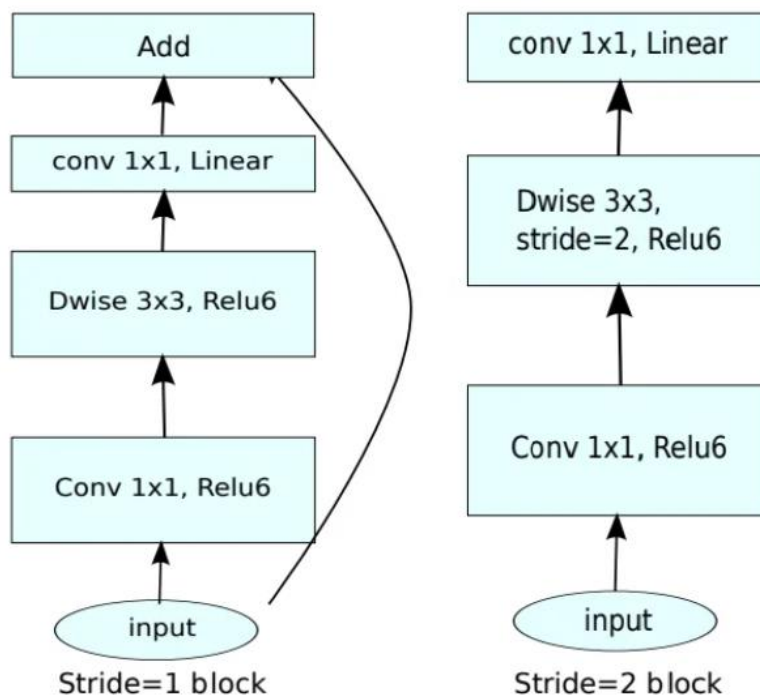 Add
conv 1x1, Linear
Dwise 3x3, Relu6
Conv 1x1, Relu6
input
Stride=1 block
conv 1x1, Linear
Dwise 3x3,
stride=2, Relu6
Conv 1x1, Relu6
input
Stride=2 block